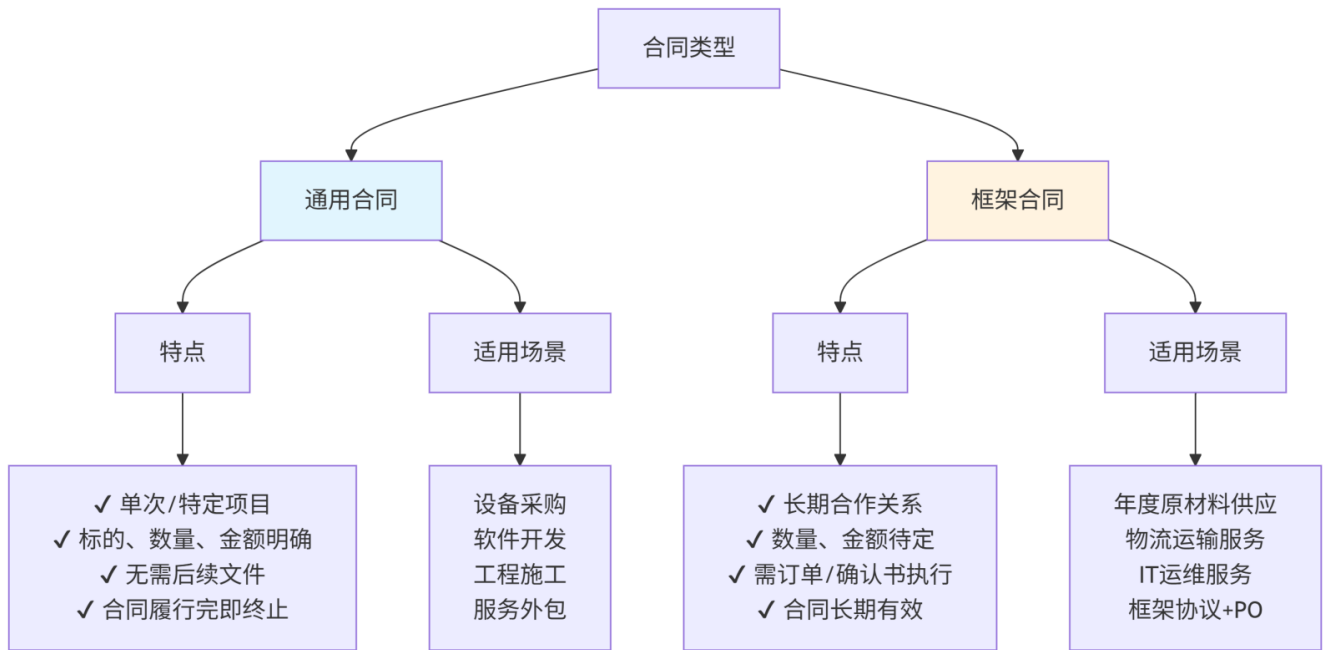 合同类型
通用合同
框架合同
特点
适用场景
特点
适用场景
✓ 单次/特定项目
✓ 标的、数量、金额明确
✓ 无需后续文件
✓ 合同履行完即终止
设备采购
软件开发
工程施工
服务外包
✓ 长期合作关系
✓ 数量、金额待定
✓ 需订单/确认书执行
✓ 合同长期有效
年度原材料供应
物流运输服务
IT运维服务
框架协议+PO